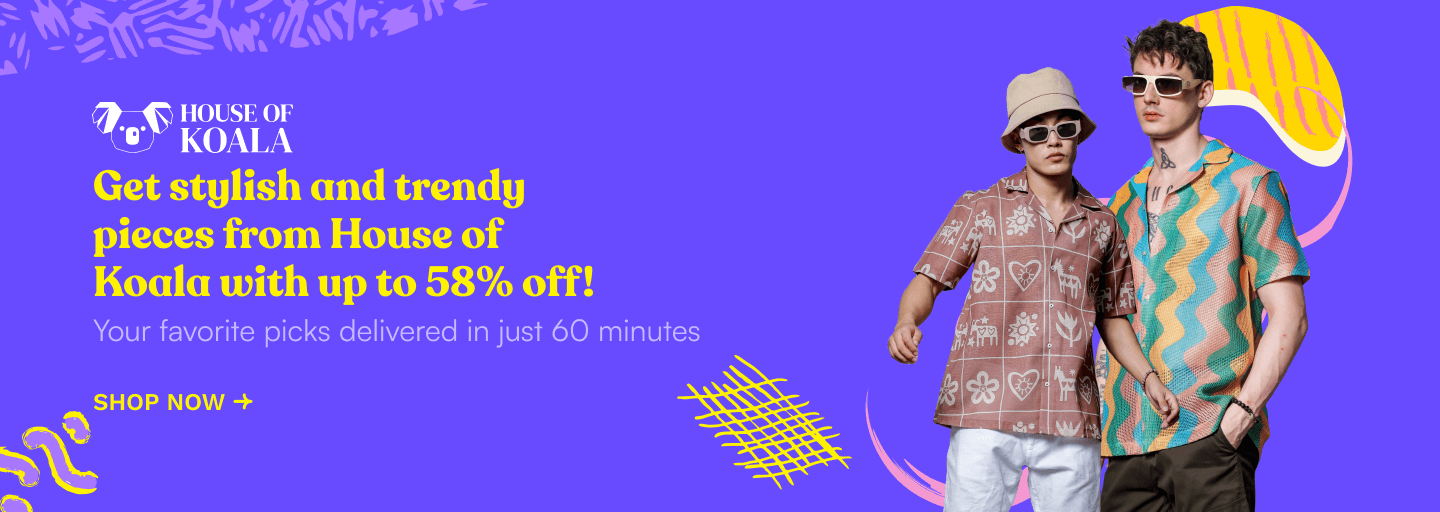 HOUSE OF
KOALA
Get stylish and trendy
pieces from House of
Koala with up to 58% off!
Your favorite picks delivered in just 60 minutes
SHOP NOW →